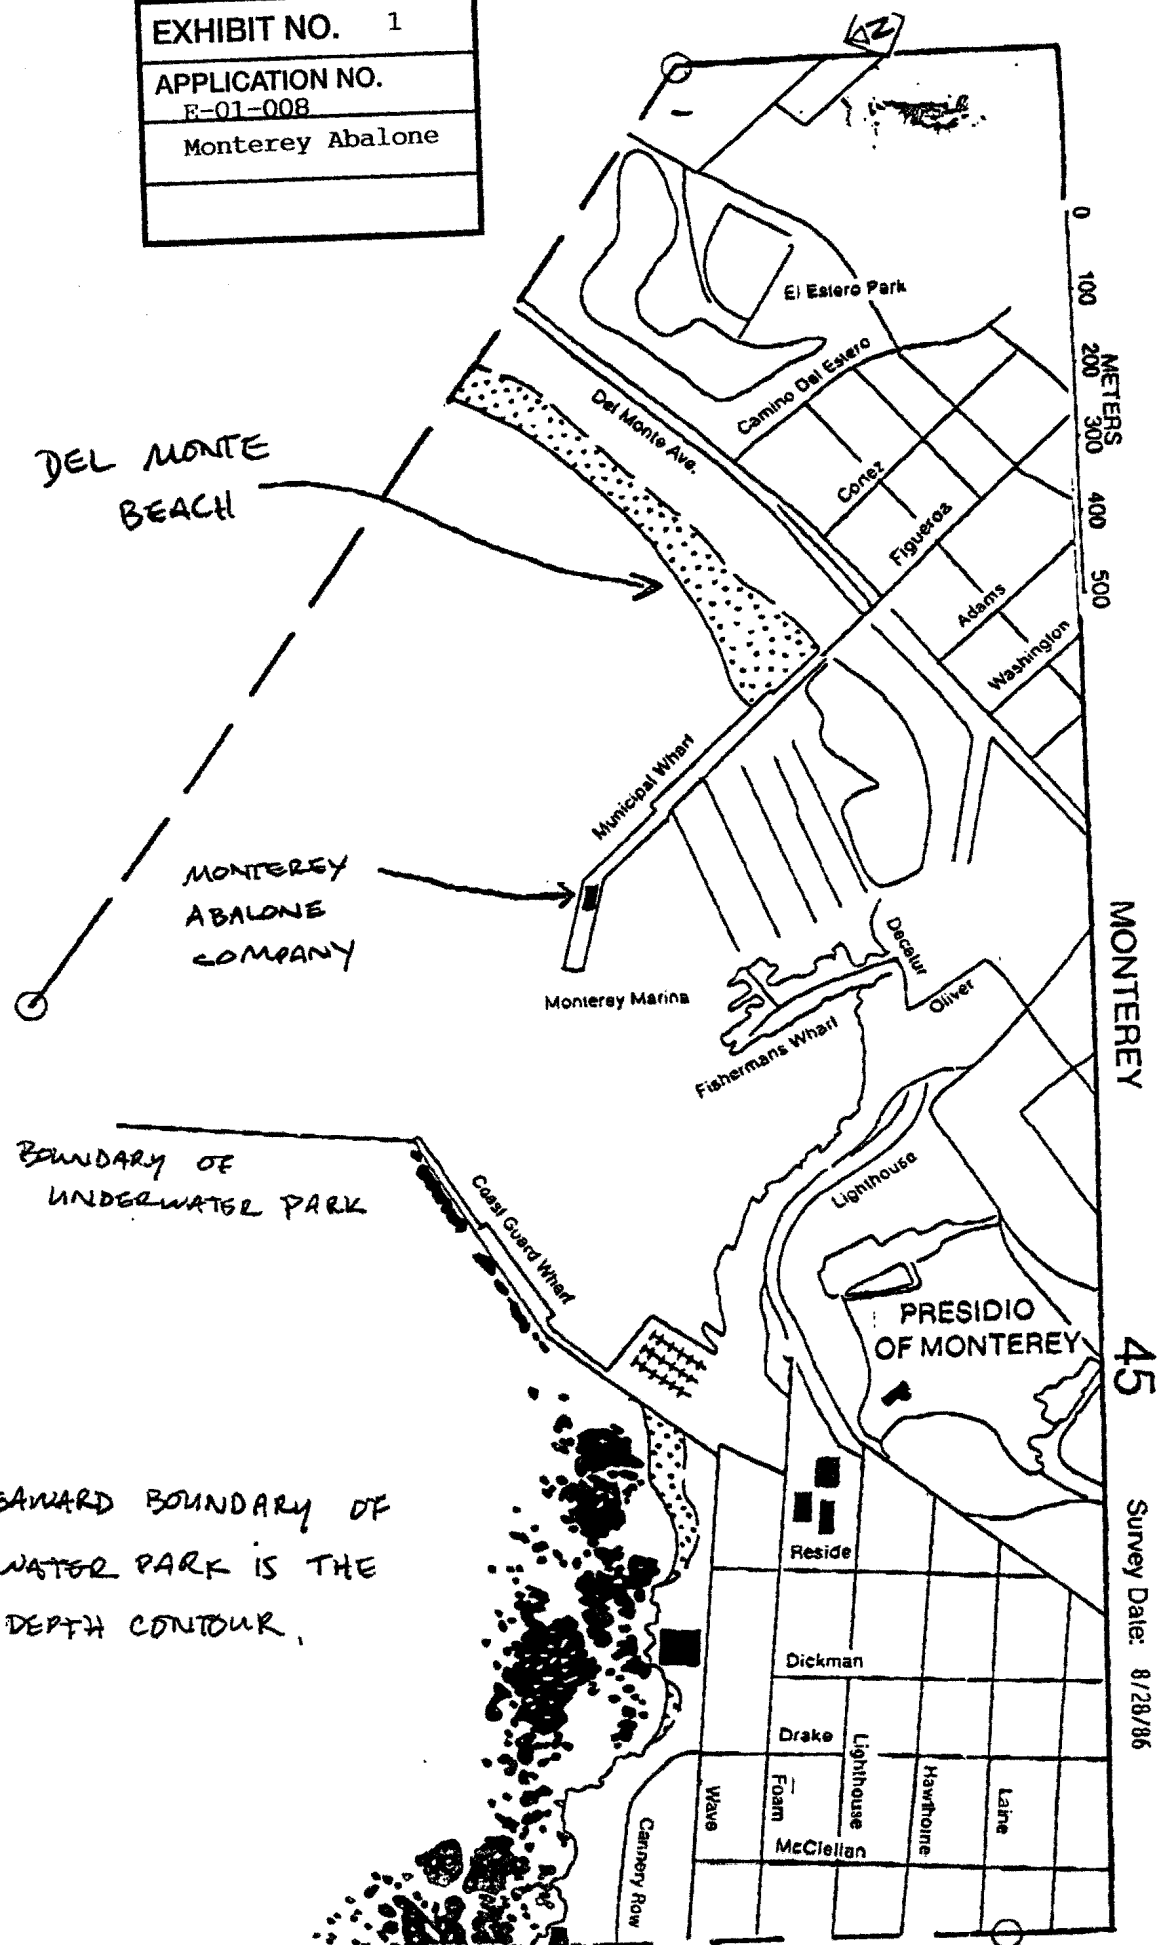 EXHIBIT NO. 1
APPLICATION NO.
E-01-008
Monterey Abalone
N
0
100
200
300
400
500
METERS
El Estero Park
Camino Del Estero
Del Monte Ave.
Cortez
Figueroa
Adams
Washington
DEL MONTE
BEACH
Municipal Wharf
MONTEREY
ABALONE
COMPANY
MONTEREY
Monterey Marina
Decatur
Oliver
Fishermans Wharf
BOUNDARY OF
UNDERWATER PARK
Coast Guard Wharf
Lighthouse
PRESIDIO
OF MONTEREY
45
BOUNDARY OF
WATER PARK IS THE
DEPTH CONTOUR.
Survey Date: 8/28/86
Reside
Dickman
Drake
Lighthouse
Hawthorne
Laine
Foam
Wave
McClellan
Cannery Row